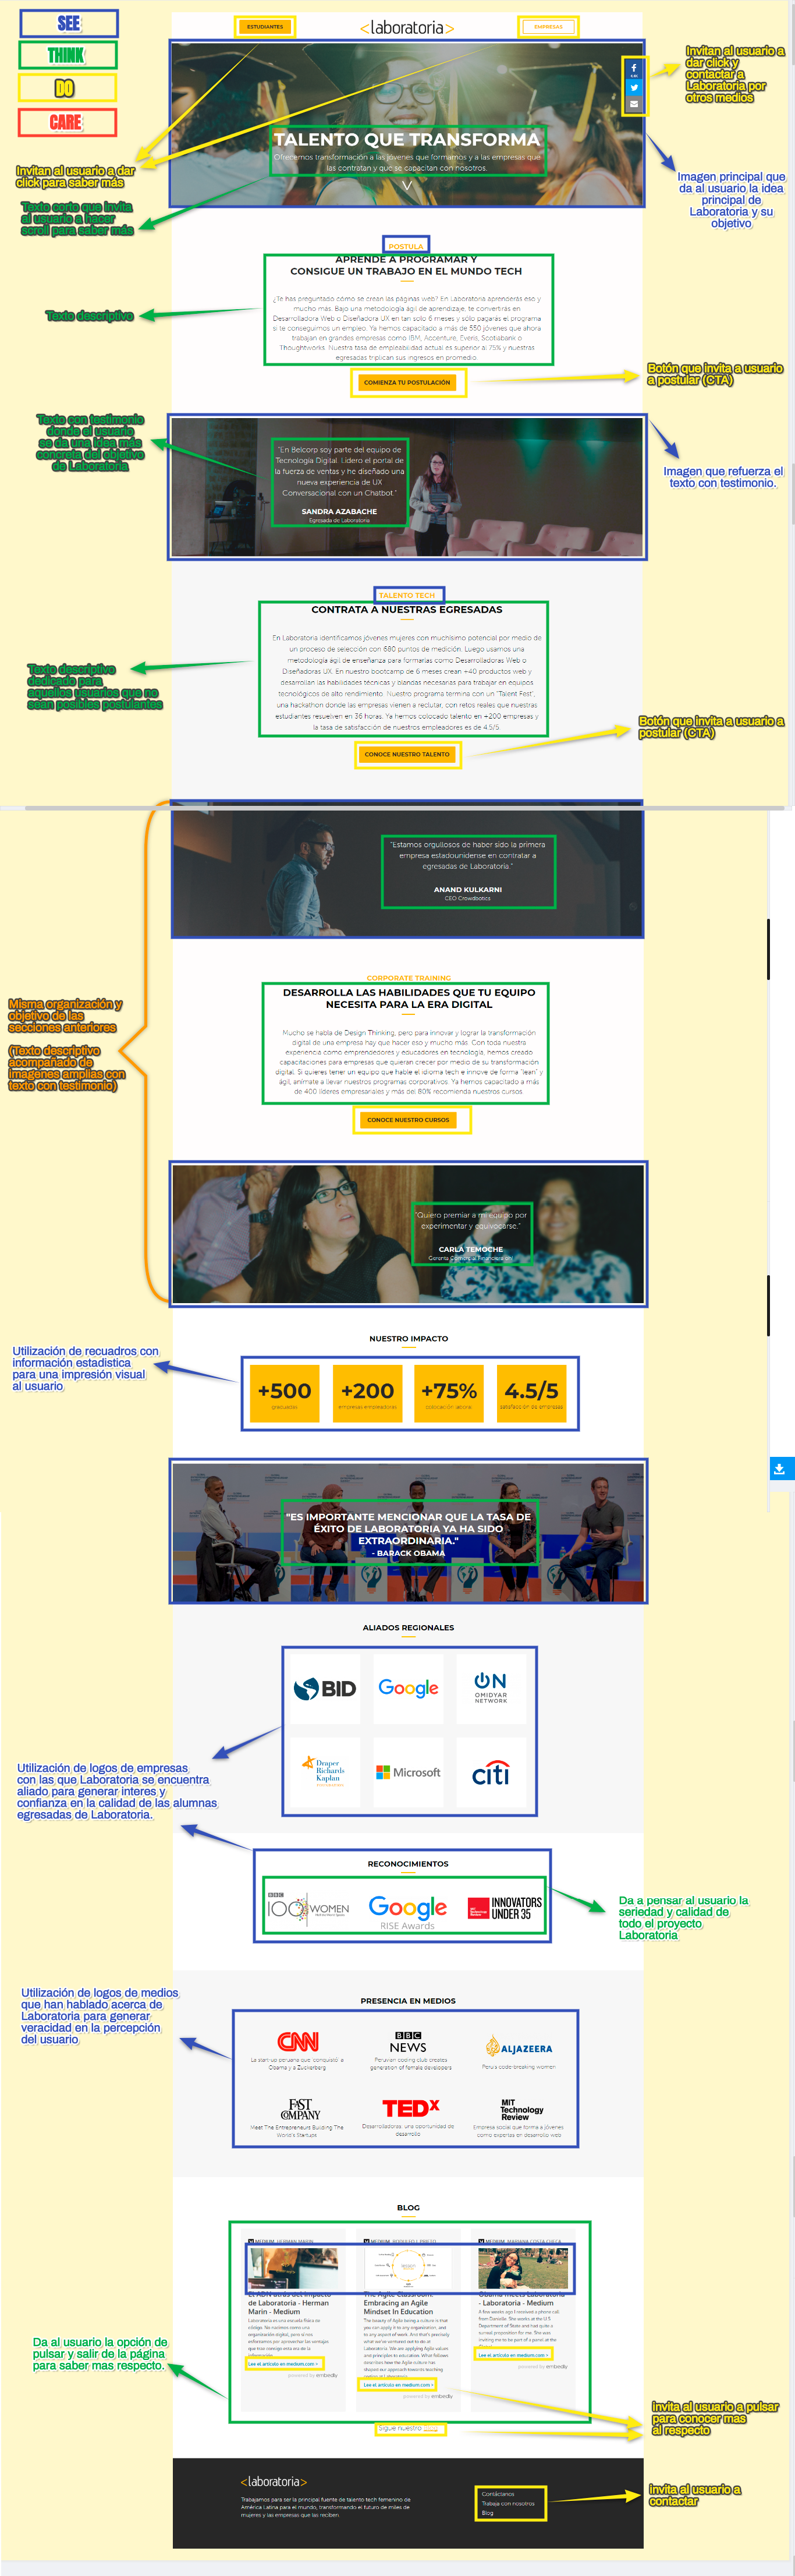 SEE
THINK
DO
CARE
ESTUDIANTES
<laboratoria>
EMPRESAS
Invitan al usuario a
dar click y
contactar a
Laboratoria por
otros medios
TALENTO QUE TRANSFORMA
Ofrecemos transformación a las jóvenes que formamos y a las empresas que
las contratan y que se capacitan con nosotros.
Invitan al usuario a dar
click para saber más
Texto corto que invita
al usuario a hacer
scroll para saber más
Imagen principal que
da al usuario la idea
principal de
Laboratoria y su
objetivo
POSTULA
APRENDE A PROGRAMAR Y
CONSIGUE UN TRABAJO EN EL MUNDO TECH
¿Te has preguntado cómo se crean las páginas web? En Laboratoria aprenderás eso y
mucho más. Bajo una metodología ágil de aprendizaje, te convertirás en
Desarrolladora Web o Diseñadora UX en tan solo 6 meses y sólo pagarás el programa
si te conseguimos un empleo. Ya hemos capacitado a más de 550 jóvenes que ahora
trabajan en grandes empresas como IBM, Accenture, Everis, Scotiabank o
Thoughtworks. Nuestra tasa de empleabilidad actual es superior al 75% y nuestras
egresadas triplican sus ingresos en promedio.
Texto descriptivo
COMIENZA TU POSTULACIÓN
Botón que invita a usuario
a postular (CTA)
Texto con testimonio
donde el usuario
se da una idea más
concreta del objetivo
de Laboratoria
"En Belcorp soy parte del equipo de
Tecnología Digital. Lidero el portal de
la fuerza de ventas y he diseñado una
nueva experiencia de UX
Conversacional con un Chatbot."
SANDRA AZABACHE
Egresada de Laboratoria
Imagen que refuerza el
texto con testimonio.
TALENTO TECH
CONTRATA A NUESTRAS EGRESADAS
En Laboratoria identificamos jóvenes mujeres con muchísimo potencial por medio de
un proceso de selección con 680 puntos de medición. Luego usamos una
metodología ágil de enseñanza para formarlas como Desarrolladoras Web o
Diseñadoras UX. En nuestro bootcamp de 6 meses crean +40 productos web y
desarrollan las habilidades técnicas y blandas necesarias para trabajar en equipos
tecnológicos de alto rendimiento. Nuestro programa termina con un "Talent Fest",
una hackathon donde las empresas vienen a reclutar, con retos reales que nuestras
estudiantes resuelven en 36 horas. Ya hemos colocado talento en +200 empresas y
la tasa de satisfacción de nuestros empleadores es de 4.5/5.
Texto descriptivo
dedicado para
aquellos usuarios que no
sean posibles postulantes
CONOCE NUESTRO TALENTO
Botón que invita a usuario a
postular (CTA)
"Estamos orgullosos de haber sido la primera
empresa estadounidense en contratar a
egresadas de Laboratoria."
ANAND KULKARNI
CEO Crowdbotics
Misma organización y
objetivo de las
secciones anteriores
(Texto descriptivo
acompañado de
imagenes amplias con
texto con testimonio)
CORPORATE TRAINING
DESARROLLA LAS HABILIDADES QUE TU EQUIPO
NECESITA PARA LA ERA DIGITAL
Mucho se habla de Design Thinking, pero para innovar y lograr la transformación
digital de una empresa hay que hacer eso y mucho más. Con toda nuestra
experiencia como emprendedores y educadores en tecnología, hemos creado
capacitaciones para empresas que quieran crecer por medio de su transformación
digital. Si quieres tener un equipo que hable el idioma tech e innove de forma "lean" y
ágil, anímate a llevar nuestros programas corporativos. Ya hemos capacitado a más
de 400 líderes empresariales y más del 80% recomienda nuestros cursos.
CONOCE NUESTRO CURSOS
"Quiero premiar a mi equipo por
experimentar y equivocarse."
CARLA TEMOCHE
NUESTRO IMPACTO
Utilización de recuadros con
información estadistica
para una impresión visual
al usuario
+500
graduadas
+200
empresas empleadoras
+75%
colocación laboral
4.5/5
satisfacción de empresas
"ES IMPORTANTE MENCIONAR QUE LA TASA DE
ÉXITO DE LABORATORIA YA HA SIDO
EXTRAORDINARIA."
- BARACK OBAMA
ALIADOS REGIONALES
BID
Google
ON
OMIDYAR
NETWORK
Draper
Richards
Kaplan
Microsoft
citi
Utilización de logos de empresas
con las que Laboratoria se encuentra
aliado para generar interes y
confianza en la calidad de las alumnas
egresadas de Laboratoria.
RECONOCIMIENTOS
BBC
100 WOMEN
Google
RISE Awards
INNOVATORS
UNDER 35
Da a pensar al usuario la
seriedad y calidad de
todo el proyecto
Laboratoria
Utilización de logos de medios
que han hablado acerca de
Laboratoria para generar
veracidad en la percepción
del usuario
PRESENCIA EN MEDIOS
CNN
La start-up peruana que 'conquistó' a
Obama y a Zuckerberg
BBC
NEWS
Peruvian coding club creates
generation of female developers
ALJAZEERA
Peru's code-breaking women
FAST
COMPANY
Meet The Entrepreneurs Building The
World's Startups
TEDx
Desarrolladoras, una oportunidad de
desarrollo
MIT
Technology
Review
Empresa social que forma a jóvenes
como expertas en desarrollo web
BLOG
El ADN atrás del impacto
de Laboratoria - Herman
Marin - Medium
Lee el artículo en medium.com >
powered by embedly
The Agile Classroom:
Embracing an Agile
Mindset In Education
Lee el artículo en medium.com >
powered by embedly
Obama meets Laboratoria
- Laboratoria - Medium
Lee el artículo en medium.com >
powered by embedly
Da al usuario la opción de
pulsar y salir de la página
para saber mas respecto.
Sigue nuestro Blog
invita al usuario a pulsar
para conocer mas
al respecto
<laboratoria>
Trabajamos para ser la principal fuente de talento tech femenino de
América Latina para el mundo, transformando el futuro de miles de
mujeres y las empresas que las reciben.
Contáctanos
Trabaja con nosotros
Blog
invita al usuario a
contactar